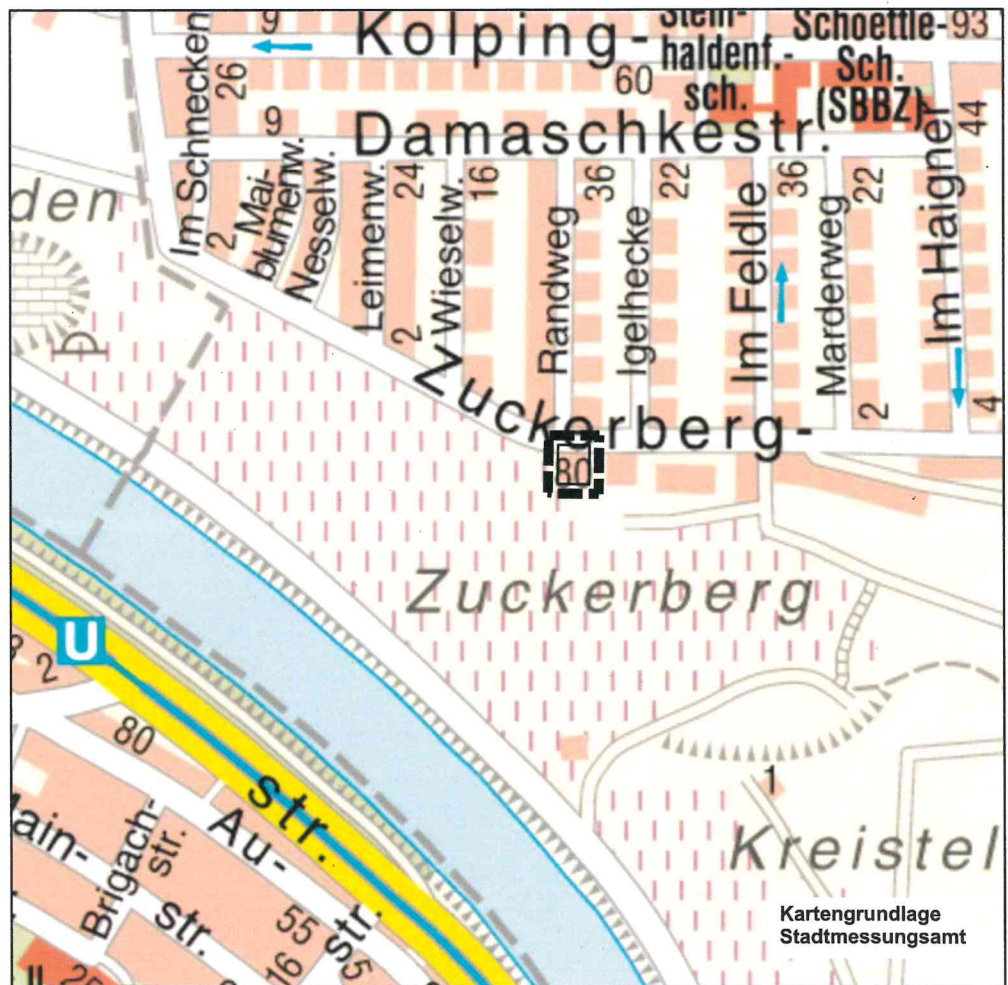 9
Kolping-
Stein-
haldenf.-
sch.
Schoettle-
Sch.
(SBBZ)
93
26
60
Im Schnecken
9
Damaschkestr.
44
den
Mai-
blumenw.
Nesselw.
Leimenw.
24
Wieselw.
16
Randweg
36
Igelhecke
22
Im Feldle
36
Marderweg
22
Im Haigner
2
2
2
4
Zuckerberg-
80
Zuckerberg
U
2
80
str.
1
Au-
str.
Kreistel
ain-
str.
Brigach-
str.
55
16
5
Kartengrundlage
Stadtmessungsamt